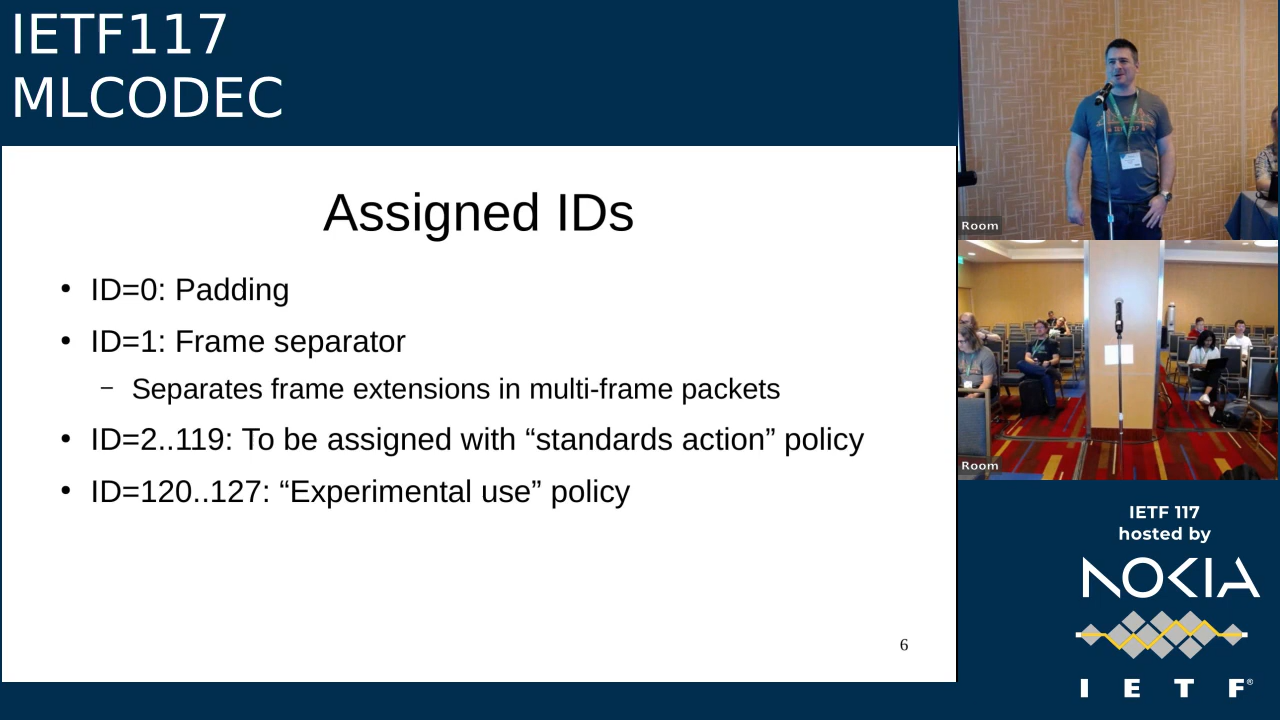 IETF117
MLCODEC
Assigned IDs
• ID=0: Padding
• ID=1: Frame separator
– Separates frame extensions in multi-frame packets
• ID=2..119: To be assigned with “standards action” policy
• ID=120..127: “Experimental use” policy
6
Room
Room
IETF 117
hosted by
NOKIA
I E T F®